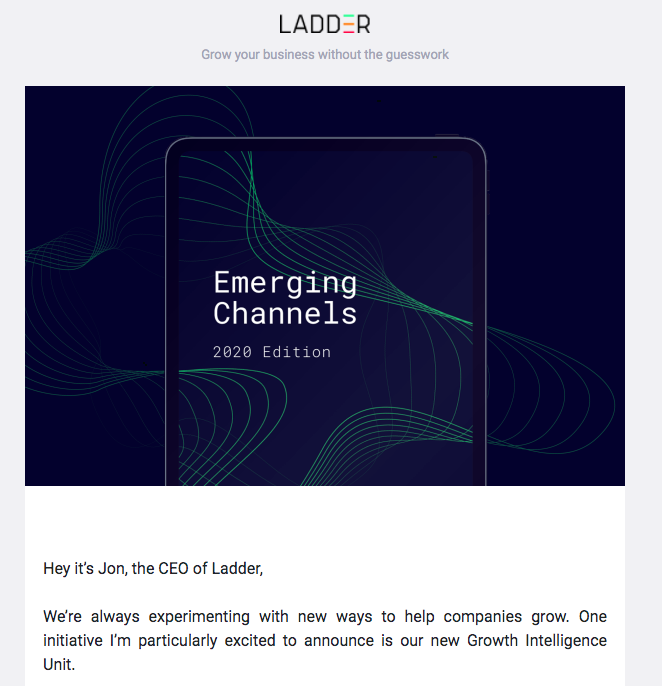 LADDER
Grow your business without the guesswork
Emerging
Channels
2020 Edition
Hey it’s Jon, the CEO of Ladder,
We’re always experimenting with new ways to help companies grow. One
initiative I’m particularly excited to announce is our new Growth Intelligence
Unit.